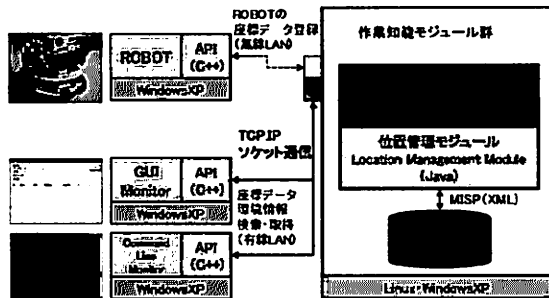 ROBOTの
座標データ登録
(無線LAN)
作業知能モジュール群
ROBOT
API
(C++)
WindowsXP
TCP.IP
ソケット通信
位置管理モジュール
Location Management Module
(Java)
GUI
Monitor
API
(C++)
WindowsXP
座標データ
環境情報
検索・取得
(有線LAN)
MISP(XML)
Command
Line
Monitor
API
(C++)
WindowsXP
Linux・WindowsXP